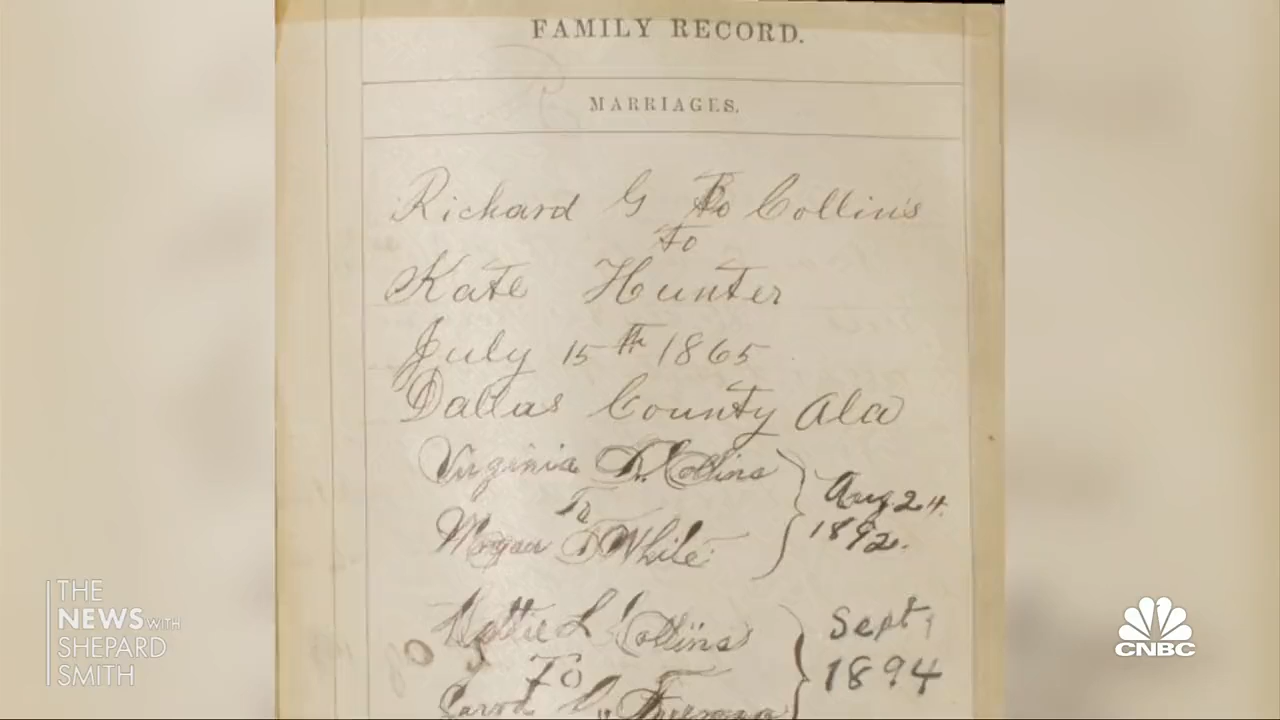 FAMILY RECORD.
MARRIAGES.
Richard G Collins
to
Kate Hunter
July 15th 1865
Dallas County Ala
Virginia Collins
To
Morgan White
Aug 24.
1892.
L Collins
To
Sept
1894
THE
NEWS WITH
SHEPARD
SMITH
CNBC